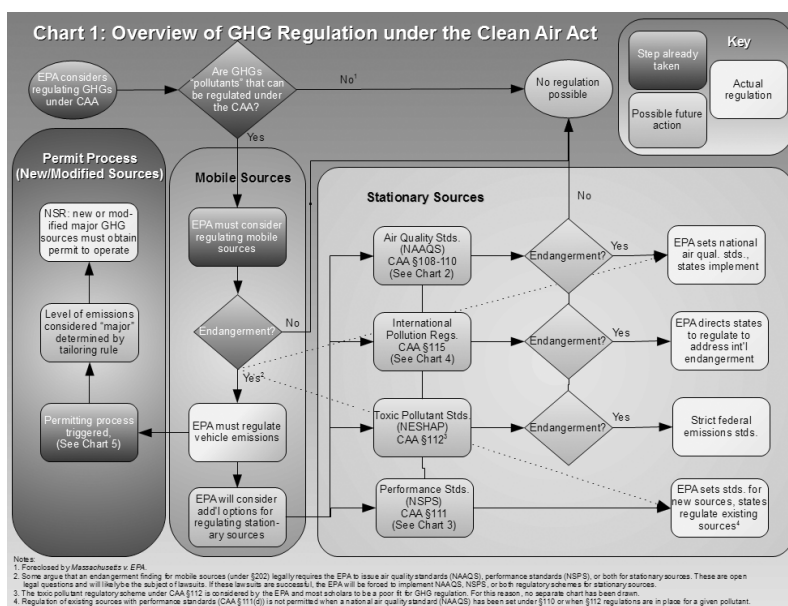 Chart 1: Overview of GHG Regulation under the Clean Air Act
Key
Step already
taken
Actual
regulation
Possible future
action
EPA considers
regulating GHGs
under CAA
Are GHGs
"pollutants" that can
be regulated under
the CAA?
No1
No regulation
possible
Yes
Permit Process
(New/Modified Sources)
NSR: new or mod-
ified major GHG
sources must obtain
permit to operate
Level of emissions
considered "major"
determined by
tailoring rule
Permitting process
triggered,
(See Chart 5)
Mobile Sources
EPA must consider
regulating mobile
sources
Endangerment?
No
Yes2
EPA must regulate
vehicle emissions
EPA will consider
add'l options for
regulating station-
ary sources
Stationary Sources
No
Air Quality Stds.
(NAAQS)
CAA §108-110
(See Chart 2)
Endangerment?
Yes
EPA sets national
air qual. stds.,
states implement
International
Pollution Regs.
CAA §115
(See Chart 4)
Endangerment?
Yes
EPA directs states
to regulate to
address int'l
endangerment
Toxic Pollutant Stds.
(NESHAP)
CAA §1123
Endangerment?
Yes
Strict federal
emissions stds.
Performance Stds.
(NSPS)
CAA §111
(See Chart 3)
EPA sets stds. for
new sources, states
regulate existing
sources4
Notes:
1. Foreclosed by Massachusetts v. EPA.
2. Some argue that an endangerment finding for mobile sources (under §202) legally requires the EPA to issue air quality standards (NAAQS), performance standards (NSPS), or both for stationary sources. These are open
legal questions and will likely be the subject of lawsuits. If these lawsuits are successful, the EPA will be forced to implement NAAQS, NSPS, or both regulatory schemes for stationary sources.
3. The toxic pollutant regulatory scheme under CAA §112 is considered by the EPA and most scholars to be a poor fit for GHG regulation. For this reason, no separate chart has been drawn.
4. Regulation of existing sources with performance standards (CAA §111(d)) is not permitted when a national air quality standard (NAAQS) has been set under §110 or when §112 regulations are in place for a given pollutant.